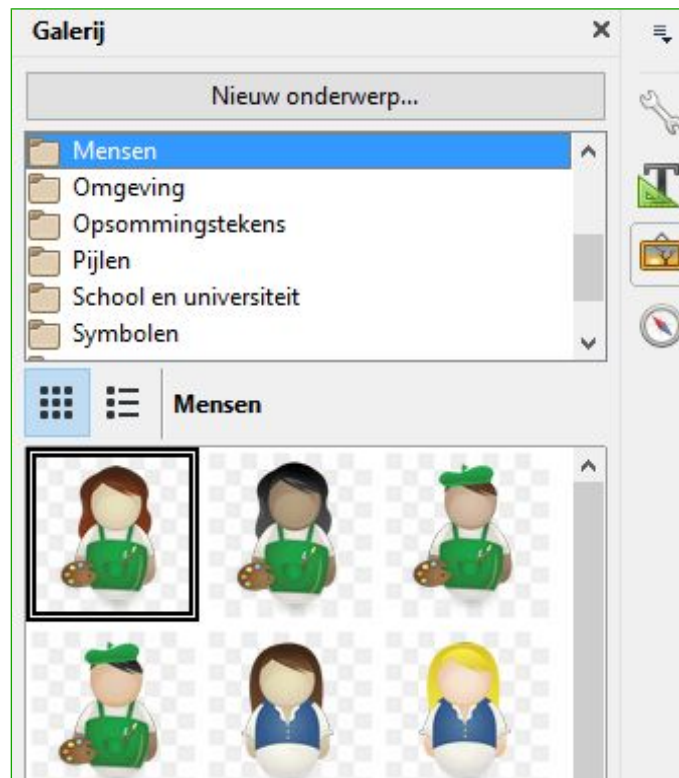 Galerij
Nieuw onderwerp...
Mensen
Omgeving
Opsommingstekens
Pijlen
School en universiteit
Symbolen
Mensen